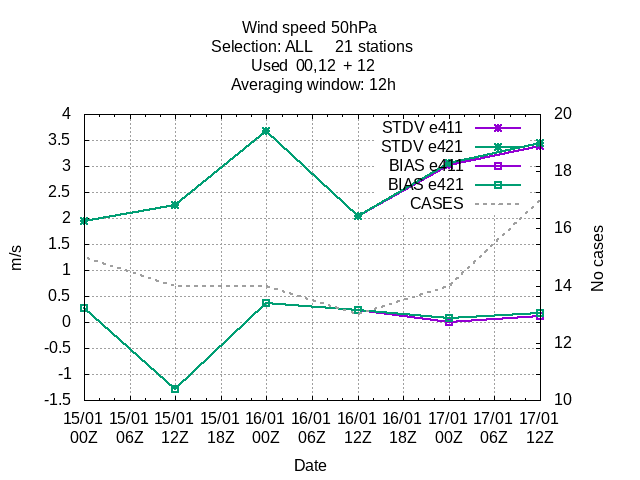 Wind speed 50hPa
Selection: ALL 21 stations
Used 00,12 + 12
Averaging window: 12h
4 20
3.5
3 18
2.5
2 16
1.5
1
0.5 14
0
-0.5 12
-1
-1.5 10
STDV e411
STDV e421
BIAS e411
BIAS e421
CASES
m/s
No cases
15/01 15/01 15/01 15/01 16/01 16/01 16/01 17/01 17/01 17/01
00Z 06Z 12Z 18Z 00Z 12Z 18Z 00Z 06Z 12Z
Date